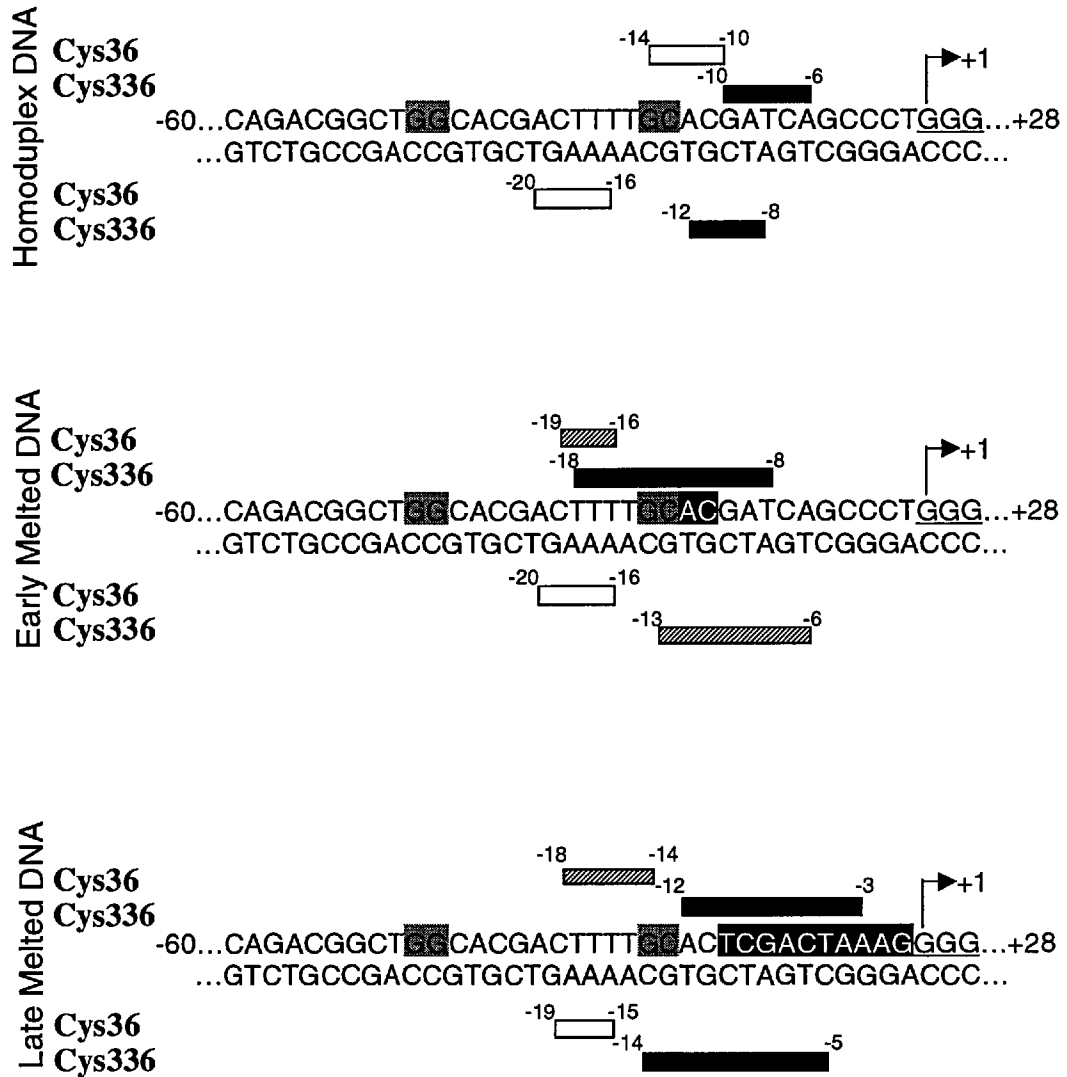 Homoduplex DNA
Cys36 -14 -10 +1
Cys336 -10 -6
-60...CAGACGGCTGGCACGACTTTTGCACGATCAGCCCTGGG...+28
...GTCTGCCGACCGTGCTGAAAACGTGCTAGTCGGGACCC...
Cys36 -20 -16
Cys336 -12 -8
Early Melted DNA
Cys36 -19 -16 +1
Cys336 -18 -8
-60...CAGACGGCTGGCACGACTTTTGCACGATCAGCCCTGGG...+28
...GTCTGCCGACCGTGCTGAAAACGTGCTAGTCGGGACCC...
Cys36 -20 -16
Cys336 -13 -6
Late Melted DNA
Cys36 -18 -14 +1
Cys336 -12 -3
-60...CAGACGGCTGGCACGACTTTTGCACTCGACTAAAGGGG...+28
...GTCTGCCGACCGTGCTGAAAACGTGCTAGTCGGGACCC...
Cys36 -19 -15
Cys336 -14 -5